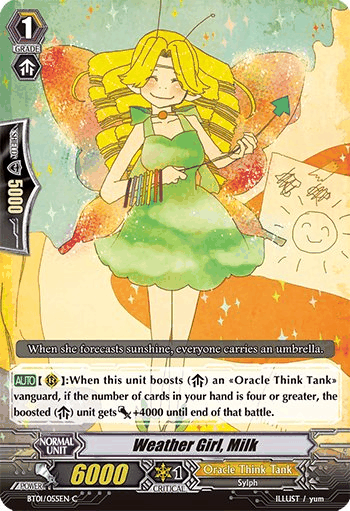 1
GRADE
SHIELD
5000
When she forecasts sunshine, everyone carries an umbrella.
AUTO [ ]:When this unit boosts ( ) an «Oracle Think Tank»
vanguard, if the number of cards in your hand is four or greater, the
boosted ( ) unit gets +4000 until end of that battle.
NORMAL
UNIT
Weather Girl, Milk
POWER
6000
1
CRITICAL
Oracle Think Tank
Sylph
BT01/055EN C
ILLUST / yum